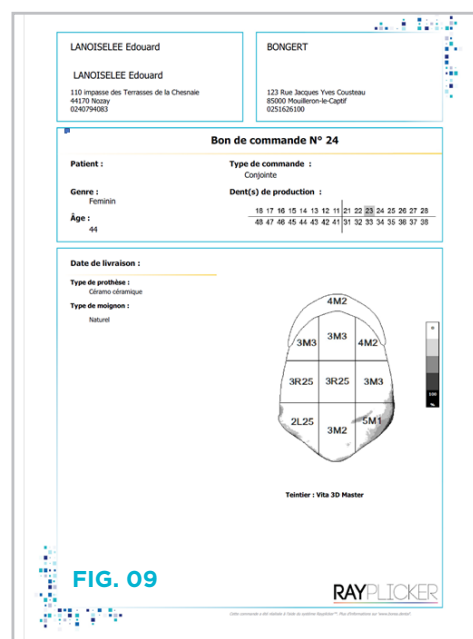 LANOISELEE Edouard
LANOISELEE Edouard
110 impasse des Terrasses de la Chesnaie
44170 Nozay
0240794083
BONGERT
123 Rue Jacques Yves Cousteau
85000 Mouilleron-le-Captif
0251626100
Bon de commande N° 24
Patient :
Genre :
Feminin
Âge :
44
Type de commande :
Conjointe
Dent(s) de production :
18 17 16 15 14 13 12 11 21 22 23 24 25 26 27 28
48 47 46 45 44 43 42 41 31 32 33 34 35 36 37 38
Date de livraison :
Type de prothèse :
Céramo céramique
Type de moignon :
Naturel
4M2
3M3 3M3 4M2
3R25 3R25 3M3
2L25 3M2 5M1
100
%
Teintier : Vita 3D Master
FIG. 09
RAYPLICKER